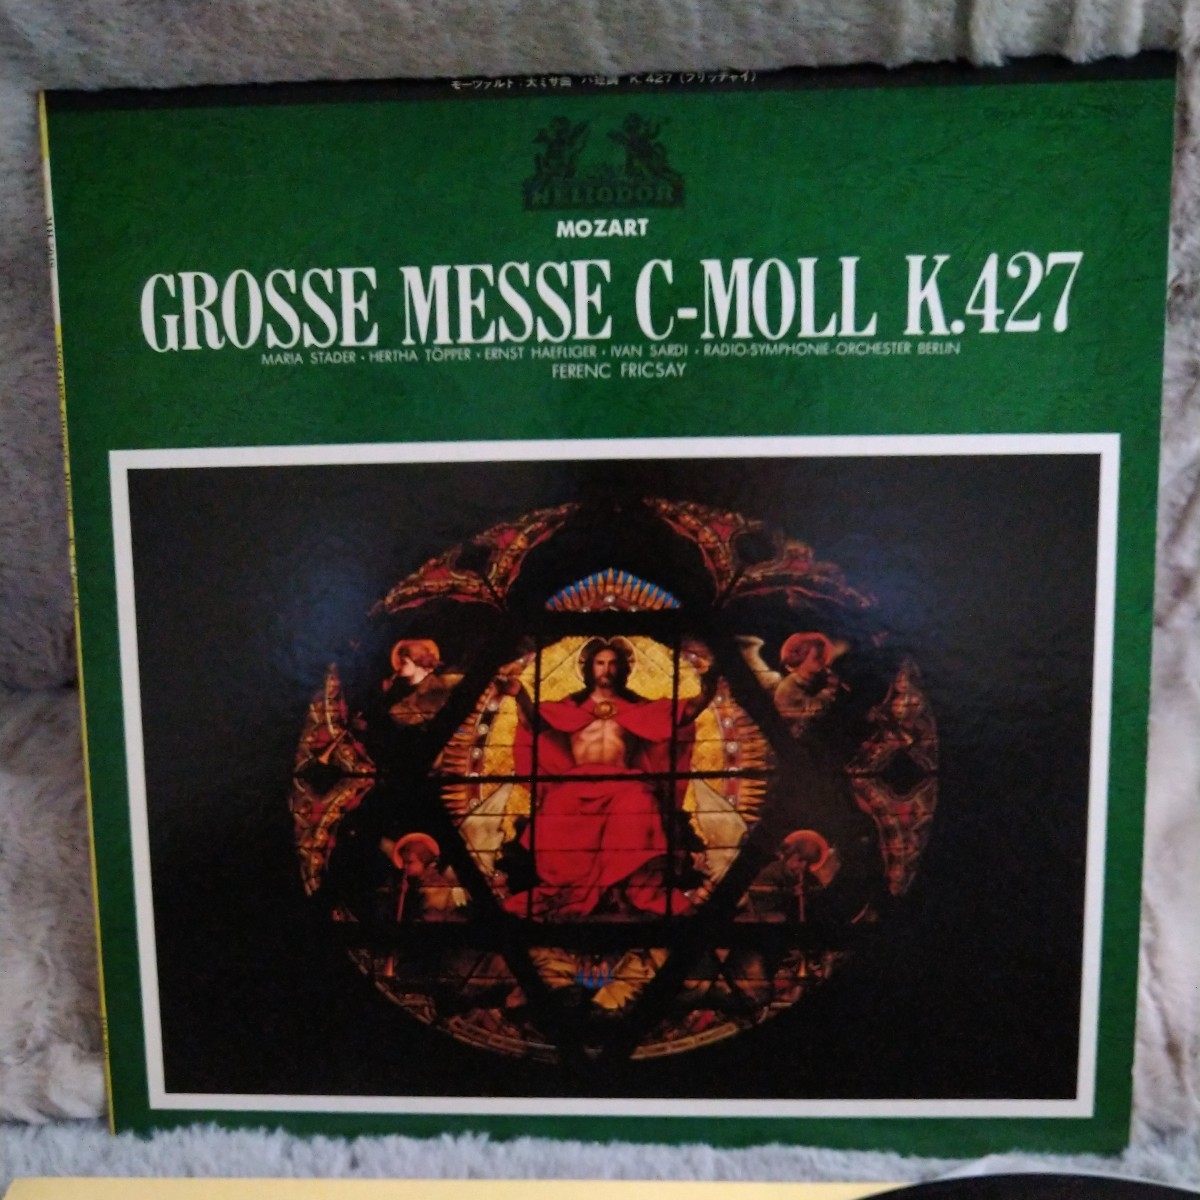 モーツァルト：大ミサ曲 ハ短調 K.427（フリッチャイ）
HELIODOR
MOZART
GROSSE MESSE C-MOLL K.427
MARIA STADER · HERTHA TÖPPER · ERNST HAEFLIGER · IVAN SARDI · RADIO-SYMPHONIE-ORCHESTER BERLIN
FERENC FRICSAY